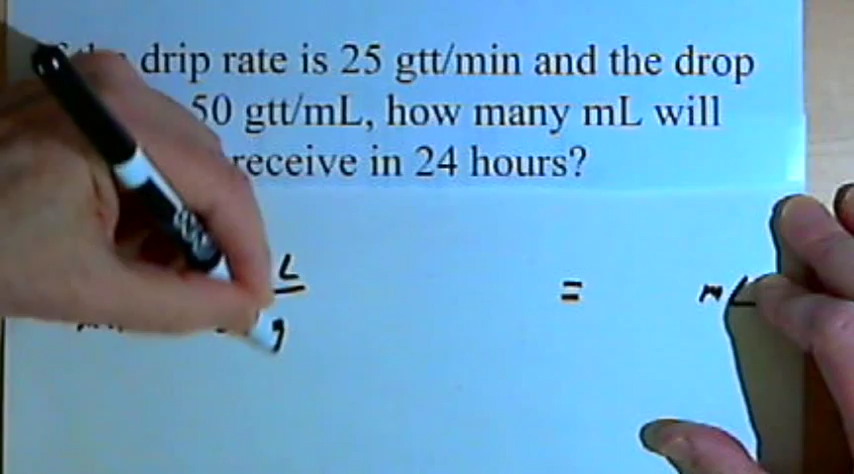 drip rate is 25 gtt/min and the drop
50 gtt/mL, how many mL will
receive in 24 hours?
L = mL
g